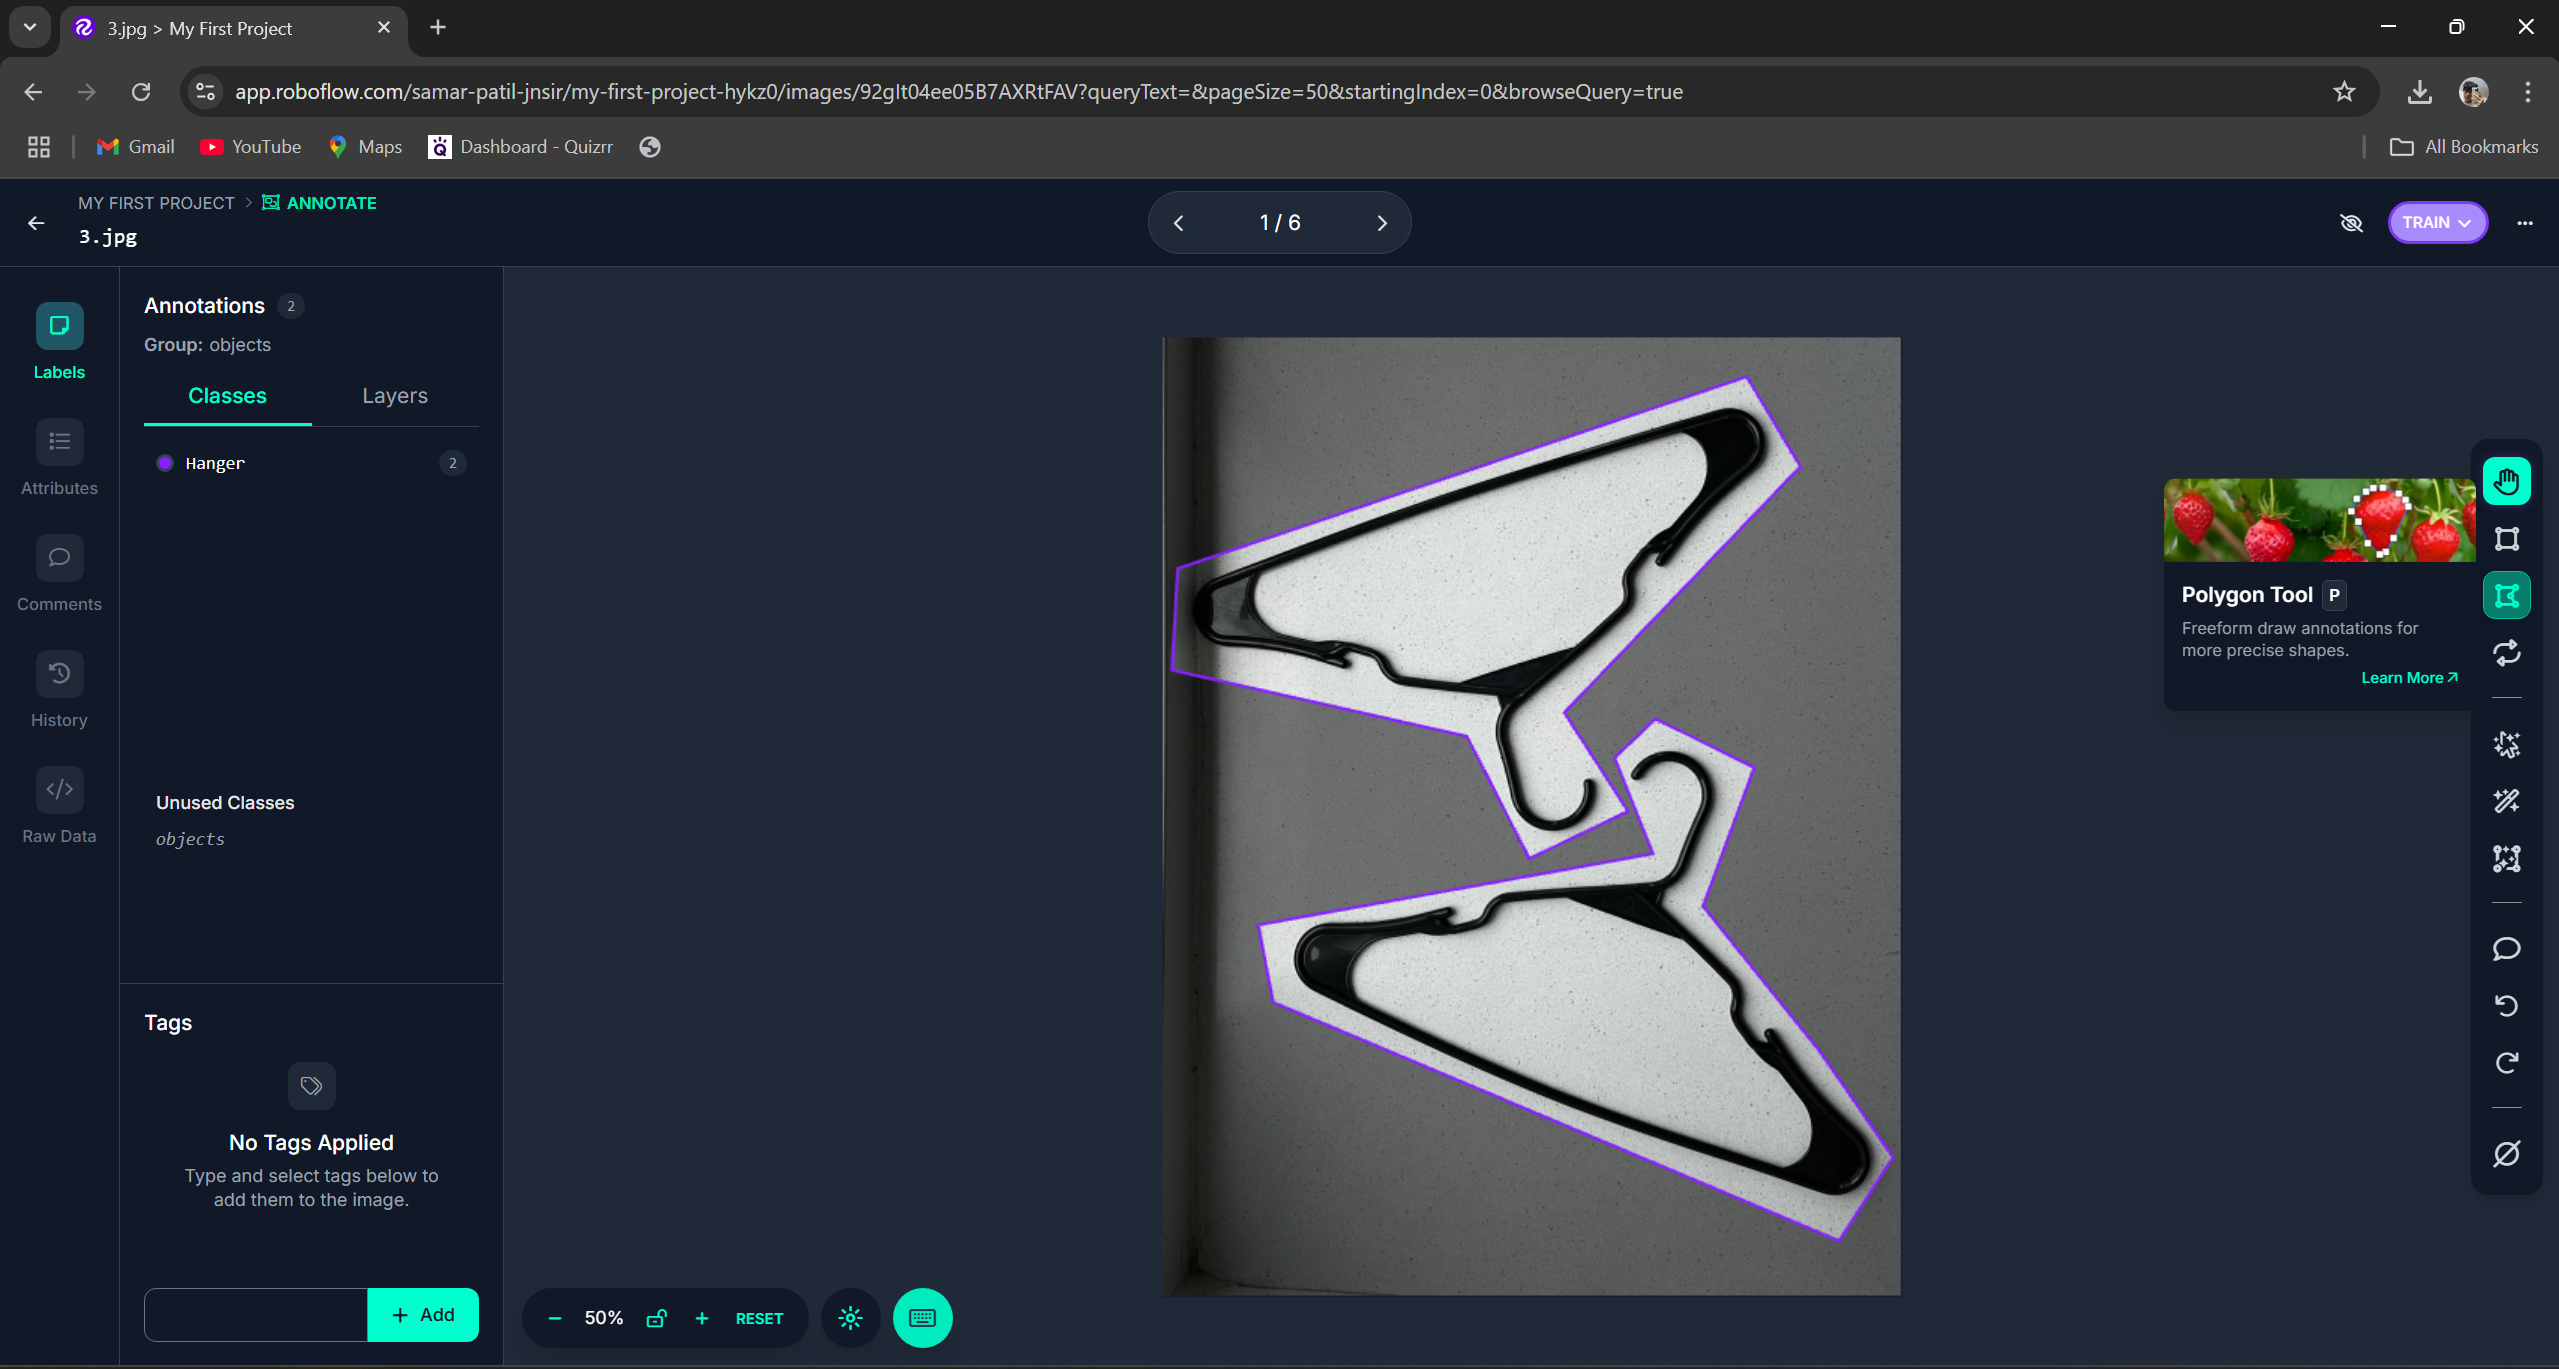 3.jpg > My First Project
app.roboflow.com/samar-patil-jnsir/my-first-project-hykz0/images/92glt04ee05B7AXRtFAV?queryText=&pageSize=50&startingIndex=0&browseQuery=true
Gmail
YouTube
Maps
Dashboard - Quizrr
All Bookmarks
MY FIRST PROJECT > ANNOTATE
3.jpg
1 / 6
TRAIN
Labels
Attributes
Comments
History
Raw Data
Annotations 2
Group: objects
Classes Layers
Hanger 2
Unused Classes
objects
Tags
No Tags Applied
Type and select tags below to
add them to the image.
+ Add
- 50% + RESET
Polygon Tool P
Freeform draw annotations for
more precise shapes.
Learn More